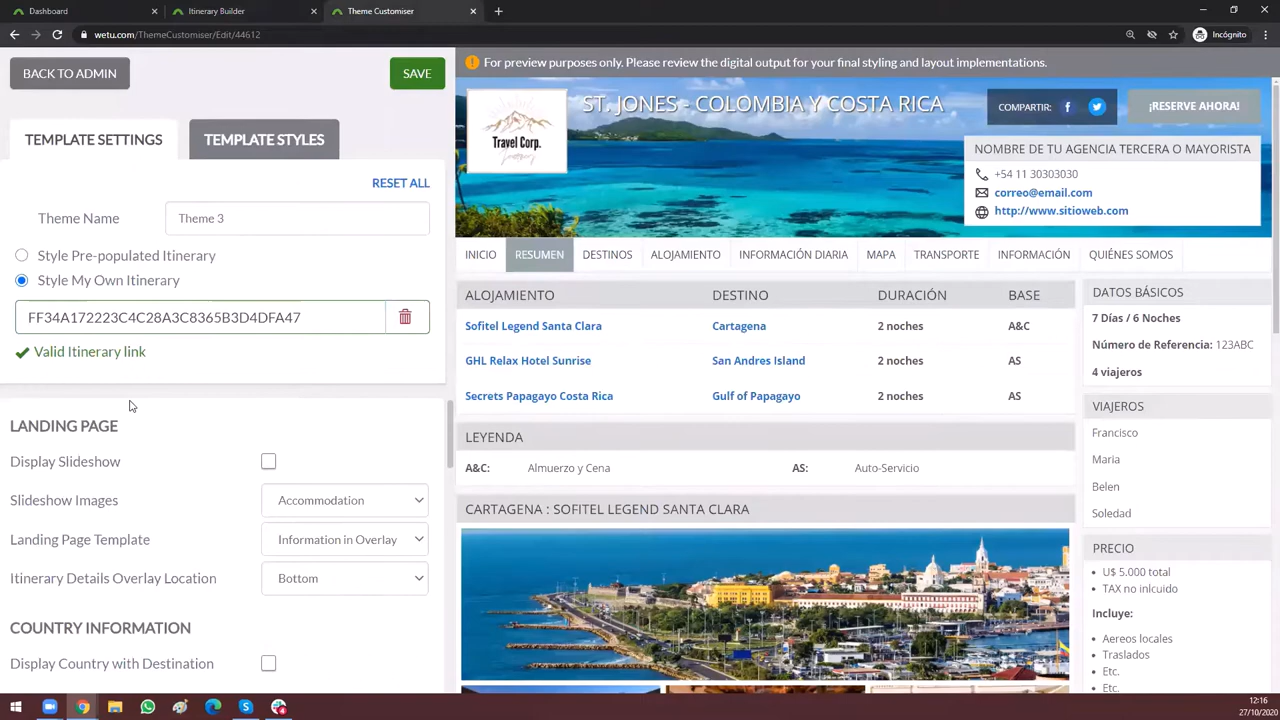 Dashboard
Itinerary Builder
Theme Customiser
wetu.com/ThemeCustomiser/Edit/44612
Incógnito
BACK TO ADMIN
SAVE
TEMPLATE SETTINGS
TEMPLATE STYLES
RESET ALL
Theme Name
Theme 3
Style Pre-populated Itinerary
Style My Own Itinerary
FF34A172223C4C28A3C8365B3D4DFA47
Valid Itinerary link
LANDING PAGE
Display Slideshow
Slideshow Images
Accommodation
Landing Page Template
Information in Overlay
Itinerary Details Overlay Location
Bottom
COUNTRY INFORMATION
Display Country with Destination
For preview purposes only. Please review the digital output for your final styling and layout implementations.
Travel Corp.
Journeys
ST. JONES - COLOMBIA Y COSTA RICA
COMPARTIR:
¡RESERVE AHORA!
NOMBRE DE TU AGENCIA TERCERA O MAYORISTA
+54 11 30303030
correo@email.com
http://www.sitioweb.com
INICIO RESUMEN DESTINOS ALOJAMIENTO INFORMACIÓN DIARIA MAPA TRANSPORTE INFORMACIÓN QUIÉNES SOMOS
ALOJAMIENTO DESTINO DURACIÓN BASE
Sofitel Legend Santa Clara Cartagena 2 noches A&C
GHL Relax Hotel Sunrise San Andres Island 2 noches AS
Secrets Papagayo Costa Rica Gulf of Papagayo 2 noches AS
LEYENDA
A&C: Almuerzo y Cena AS: Auto-Servicio
CARTAGENA : SOFITEL LEGEND SANTA CLARA
DATOS BÁSICOS
7 Días / 6 Noches
Número de Referencia: 123ABC
4 viajeros
VIAJEROS
Francisco
Maria
Belen
Soledad
PRECIO
U$ 5.000 total
TAX no inlcuido
Incluye:
Aereos locales
Traslados
Etc.
Etc.
12:16
27/10/2020